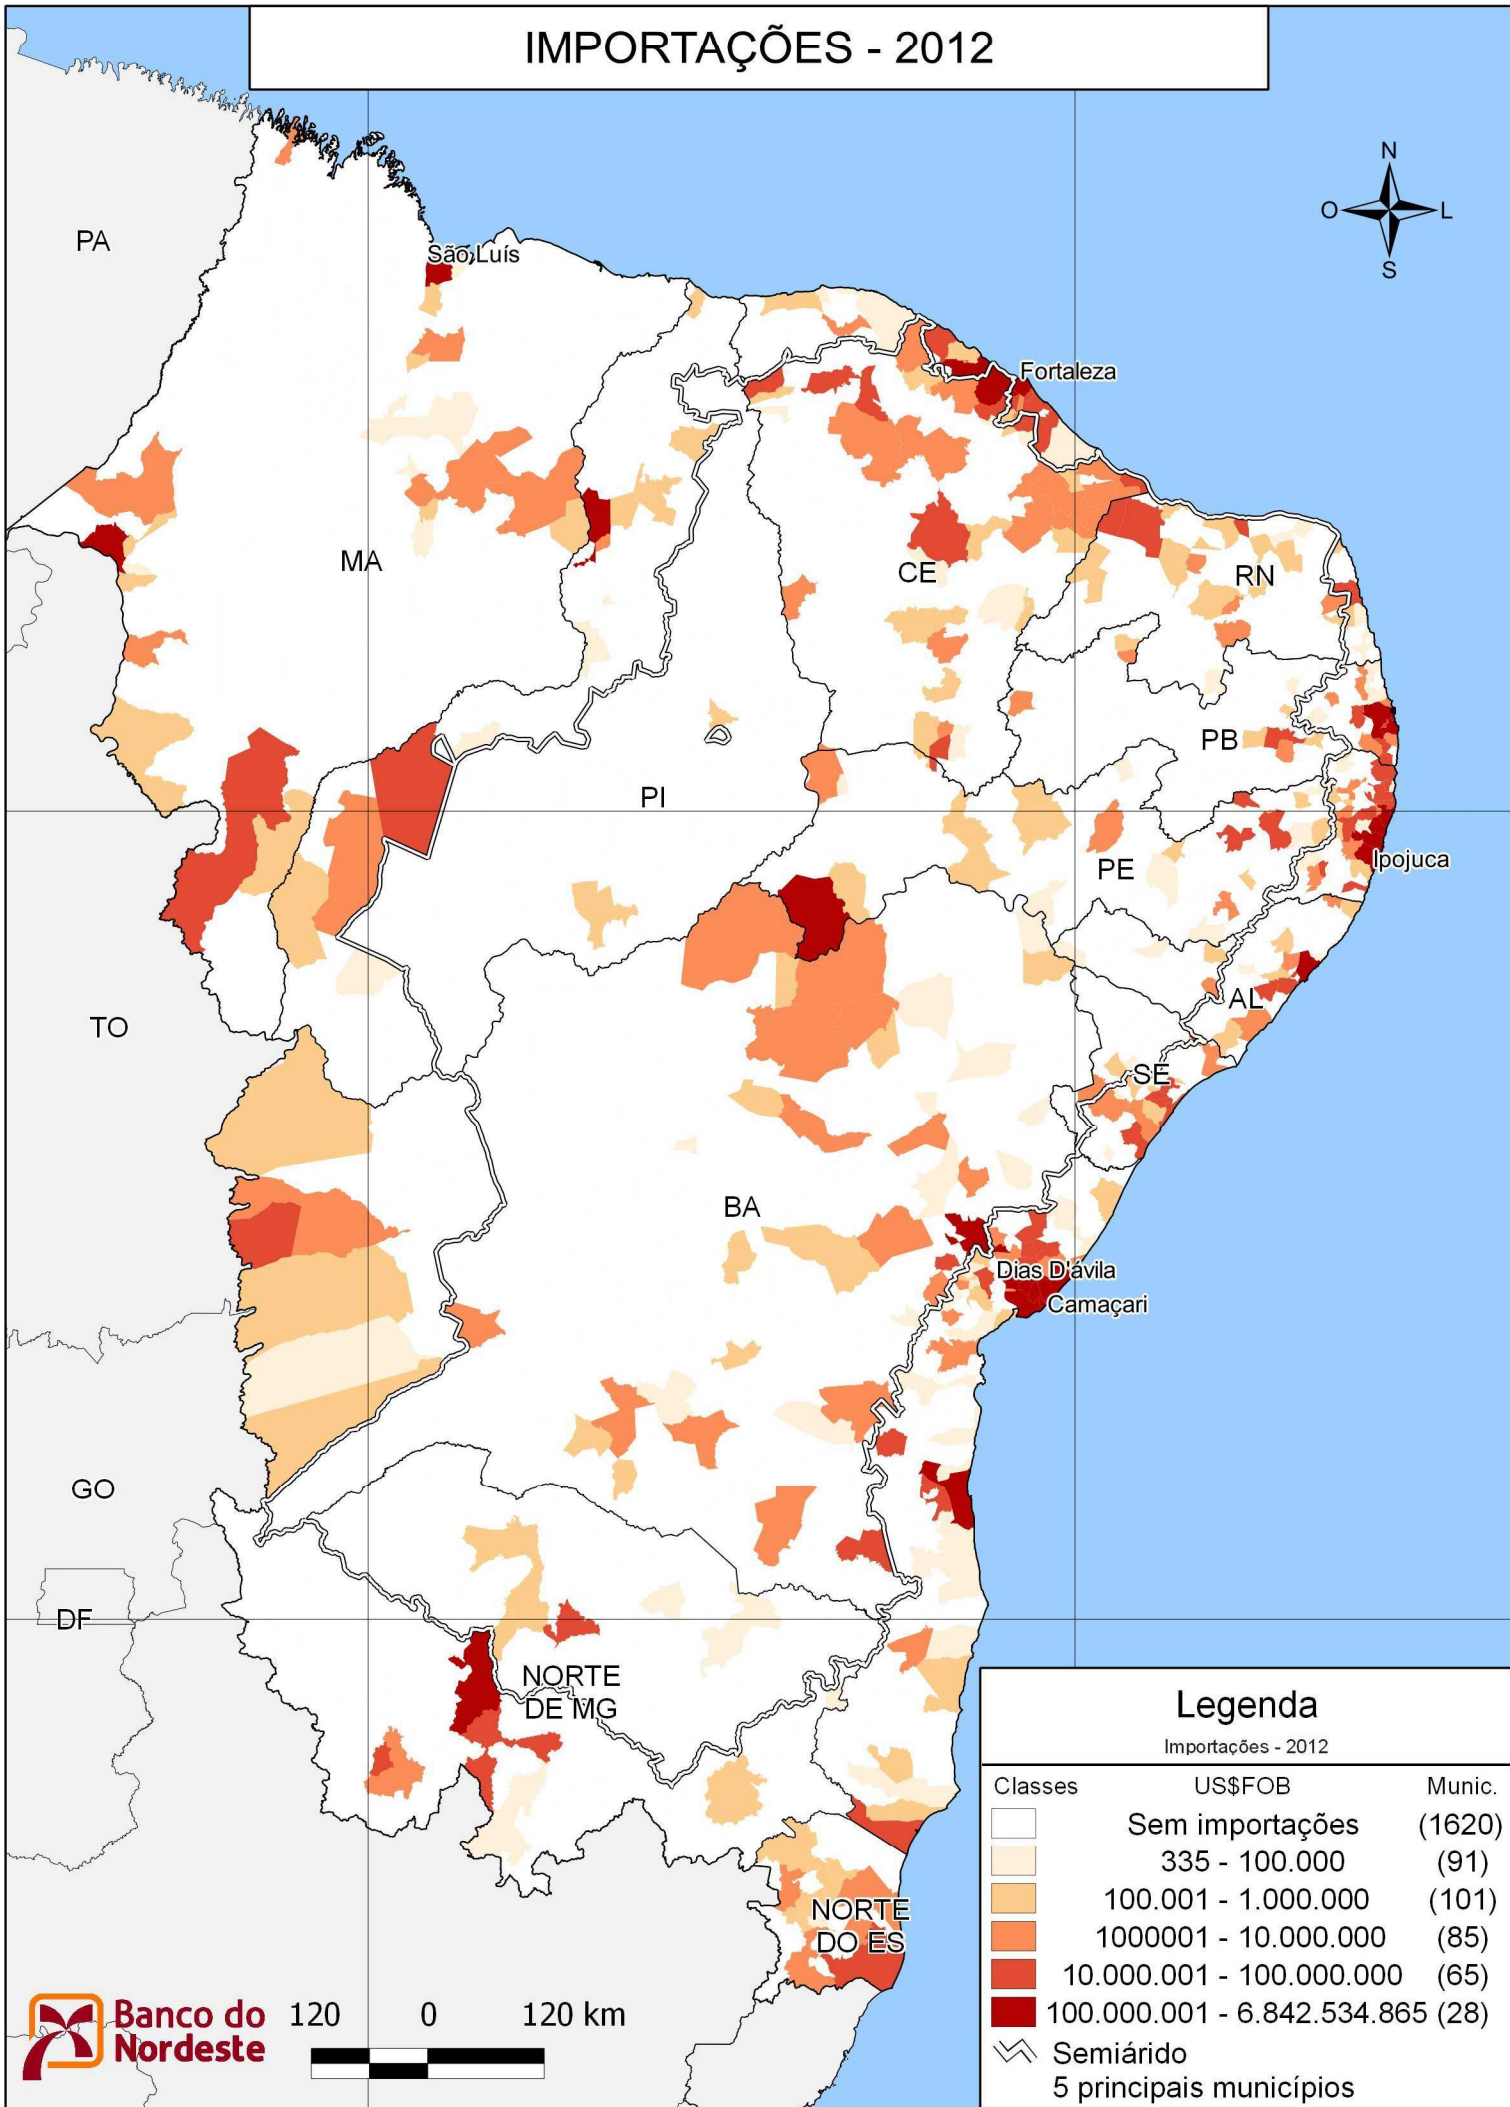 IMPORTAÇÕES - 2012
N
O
L
S
PA
São Luís
Fortaleza
MA
CE
RN
PB
PI
PE
Ipojuca
AL
TO
SE
BA
Dias D'ávila
Camaçari
GO
DF
NORTE
DE MG
NORTE
DO ES
Legenda
Importações - 2012
Classes US$FOB Munic.
Sem importações (1620)
335 - 100.000 (91)
100.001 - 1.000.000 (101)
1000001 - 10.000.000 (85)
10.000.001 - 100.000.000 (65)
100.000.001 - 6.842.534.865 (28)
Semiárido
5 principais municípios
Banco do
Nordeste
120 0 120 km